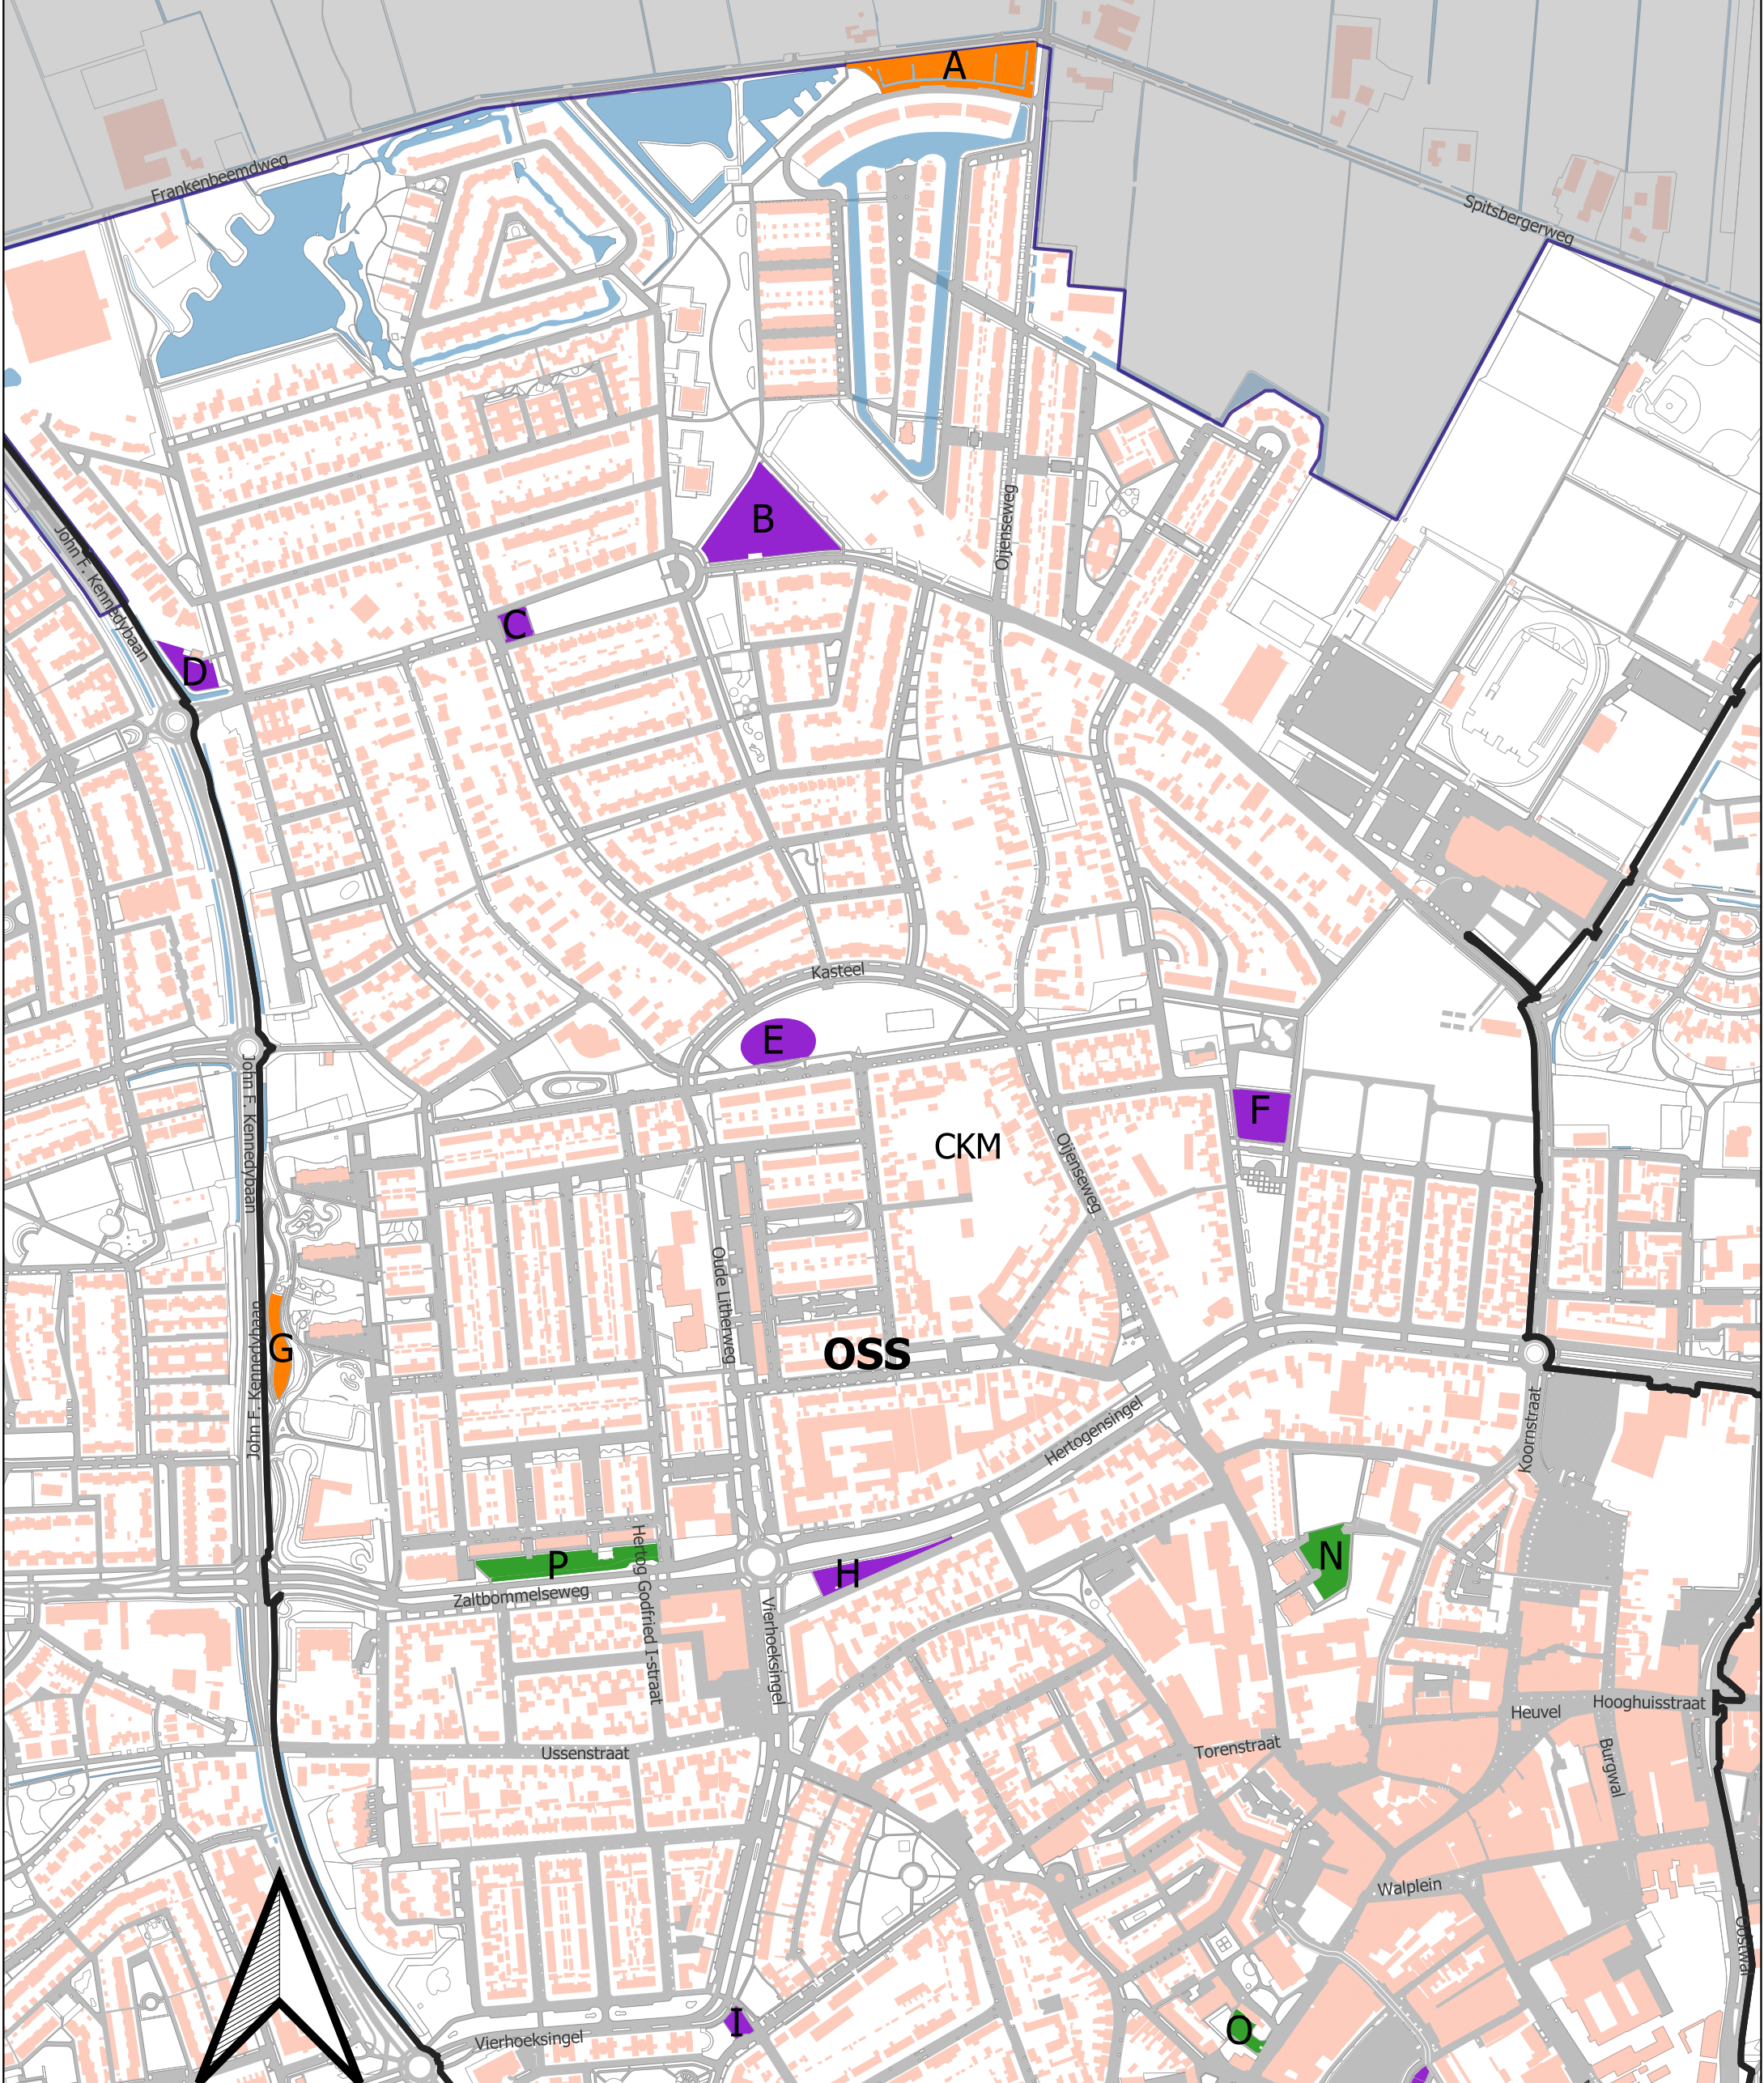 A
Frankenbeemdweg
Spitsbergerweg
B
Oijenseweg
John F. Kennedybaan
C
D
Kasteel
E
John F. Kennedybaan
F
CKM
Oijenseweg
Oude Litherweg
G
John F. Kennedybaan
OSS
Hertogensingel
Koornstraat
P
Hertog Godfried I-straat
H
N
Zaltbommelseweg
Vierhoeksingel
Hooghuisstraat
Heuvel
Torenstraat
Ussenstraat
Burgwal
Walplein
Oostwal
I
O
Vierhoeksingel